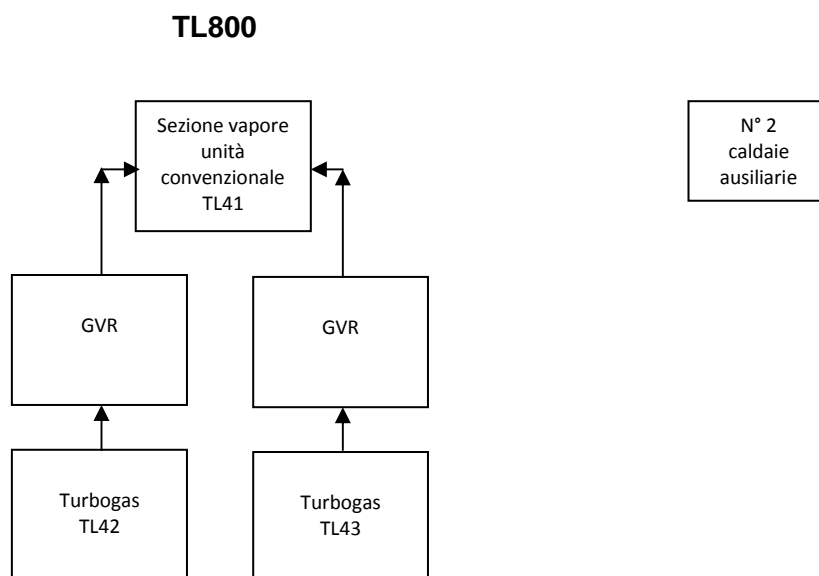 TL800
Sezione vapore
unità
convenzionale
TL41
N° 2
caldaie
ausiliarie
GVR
GVR
Turbogas
TL42
Turbogas
TL43